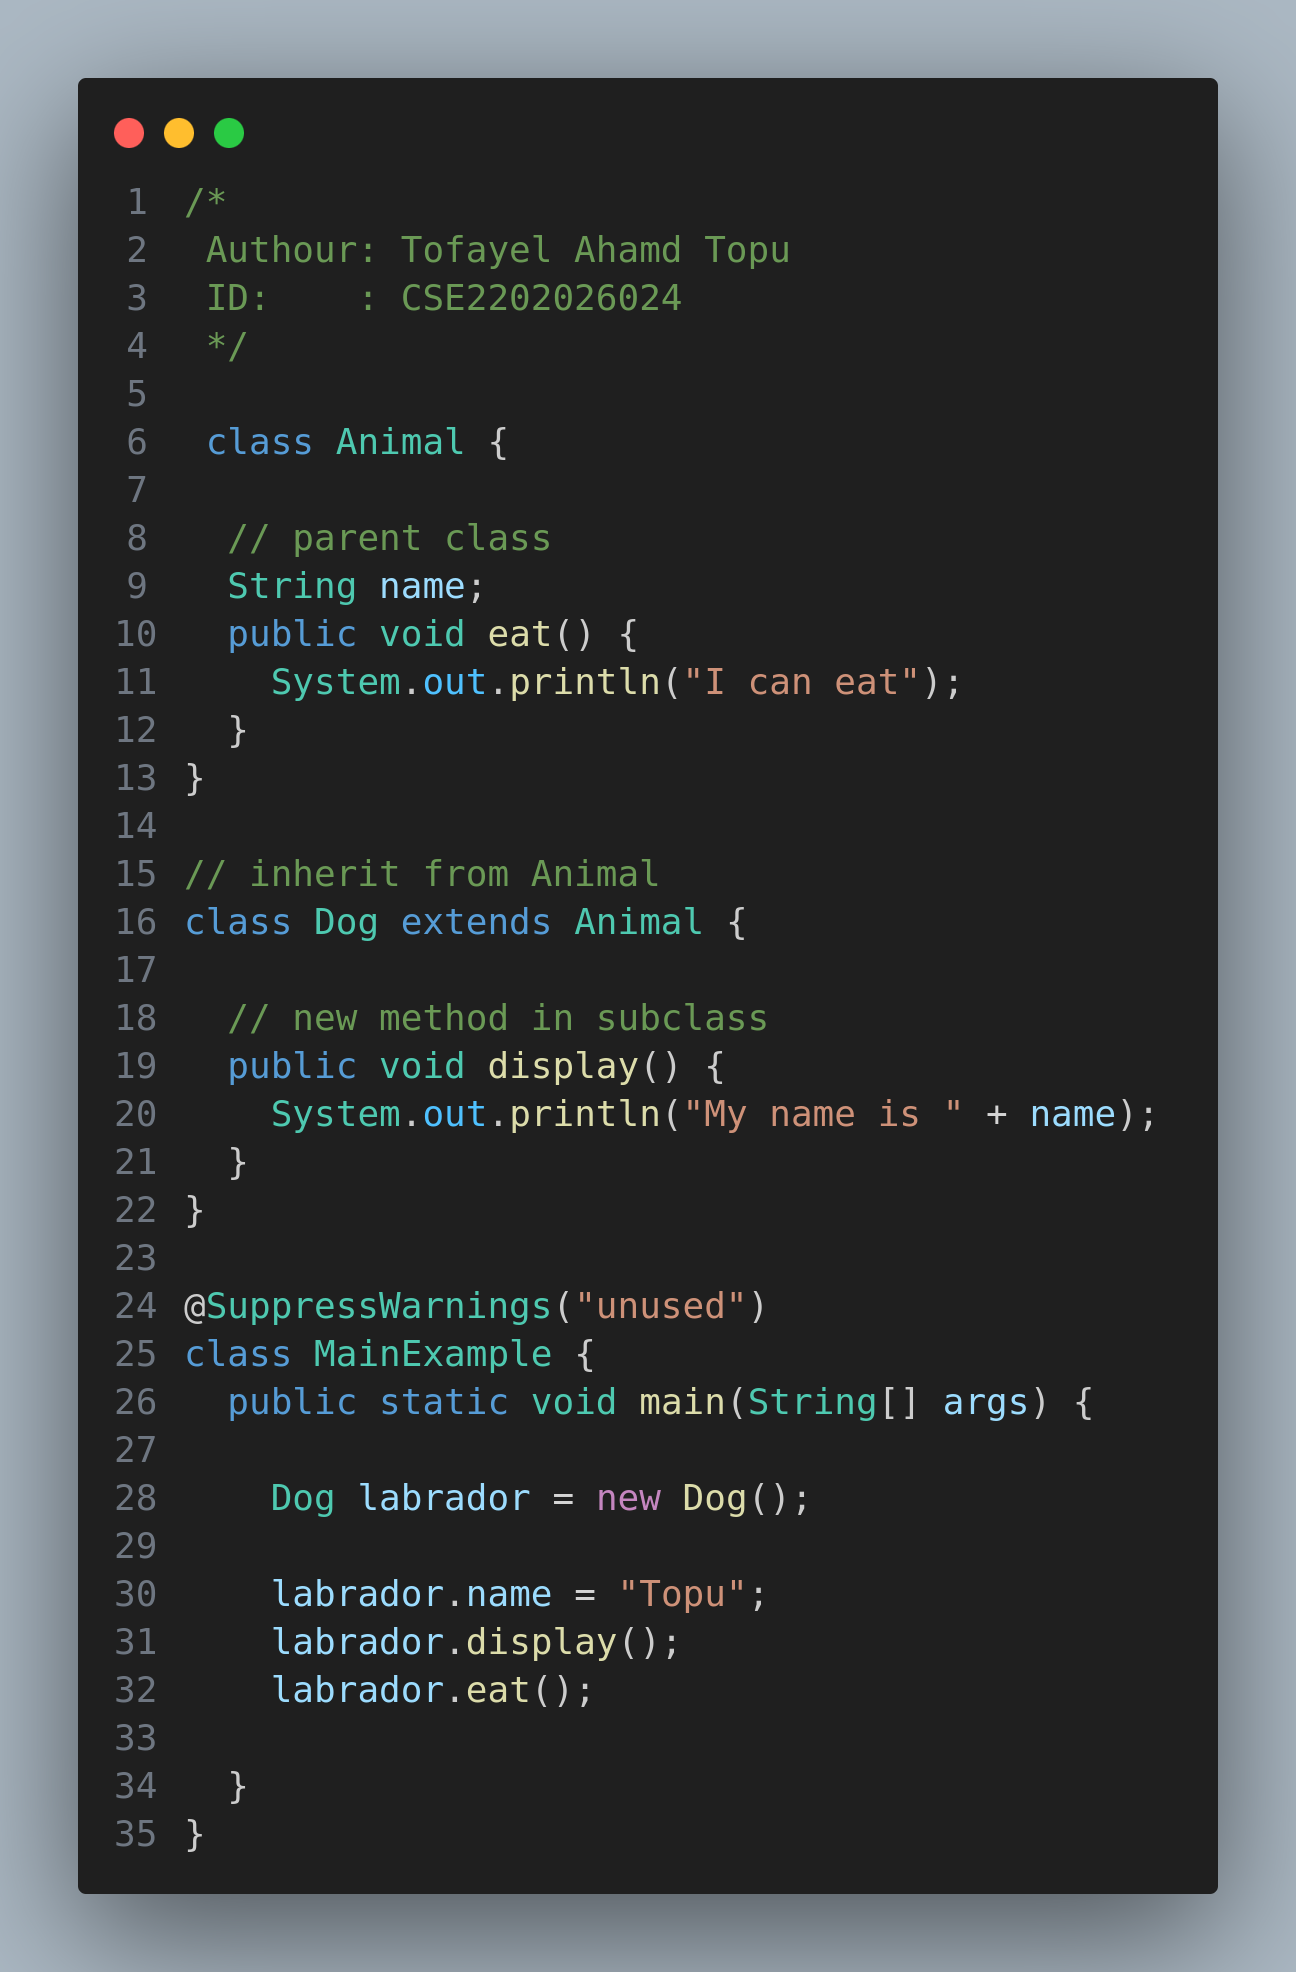 1 /*
2  Authour: Tofayel Ahamd Topu
3  ID:    : CSE2202026024
4  */
5
6  class Animal {
7
8   // parent class
9   String name;
10   public void eat() {
11     System.out.println("I can eat");
12   }
13 }
14
15 // inherit from Animal
16 class Dog extends Animal {
17
18   // new method in subclass
19   public void display() {
20     System.out.println("My name is " + name);
21   }
22 }
23
24 @SuppressWarnings("unused")
25 class MainExample {
26   public static void main(String[] args) {
27
28     Dog labrador = new Dog();
29
30     labrador.name = "Topu";
31     labrador.display();
32     labrador.eat();
33
34   }
35 }